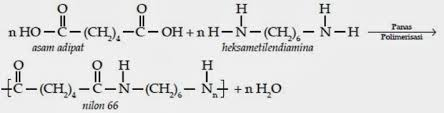 O O H H
n HO—C—(CH₂)₄—C—OH + n H—N—(CH₂)₆—N—H Panas
asam adipat heksametilendiamina Polimerisasi
O O H H
[C—(CH₂)₄—C—N—(CH₂)₆—Nₙ] + n H₂O
nilon 66